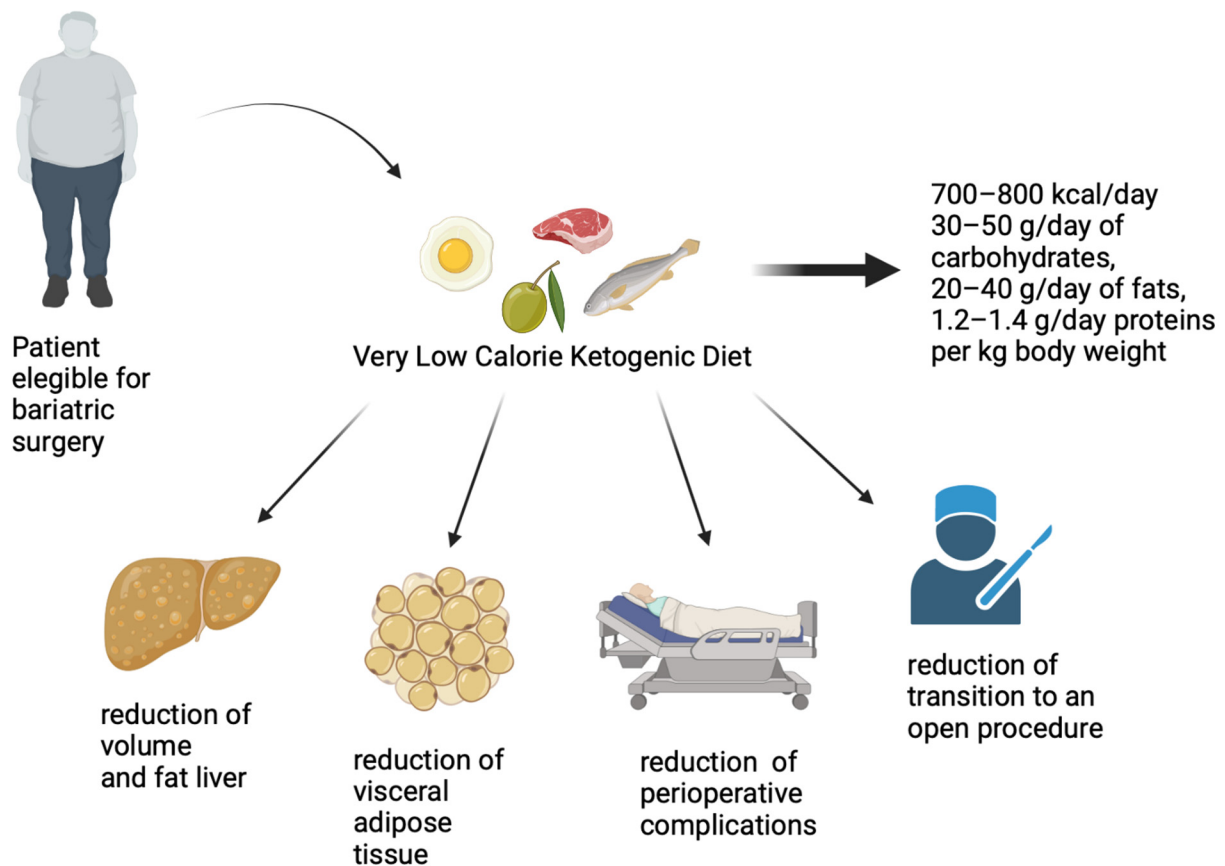 Patient
elegible for
bariatric
surgery
Very Low Calorie Ketogenic Diet
700–800 kcal/day
30–50 g/day of
carbohydrates,
20–40 g/day of fats,
1.2–1.4 g/day proteins
per kg body weight
reduction of
volume
and fat liver
reduction of
visceral
adipose
tissue
reduction of
perioperative
complications
reduction of
transition to an
open procedure